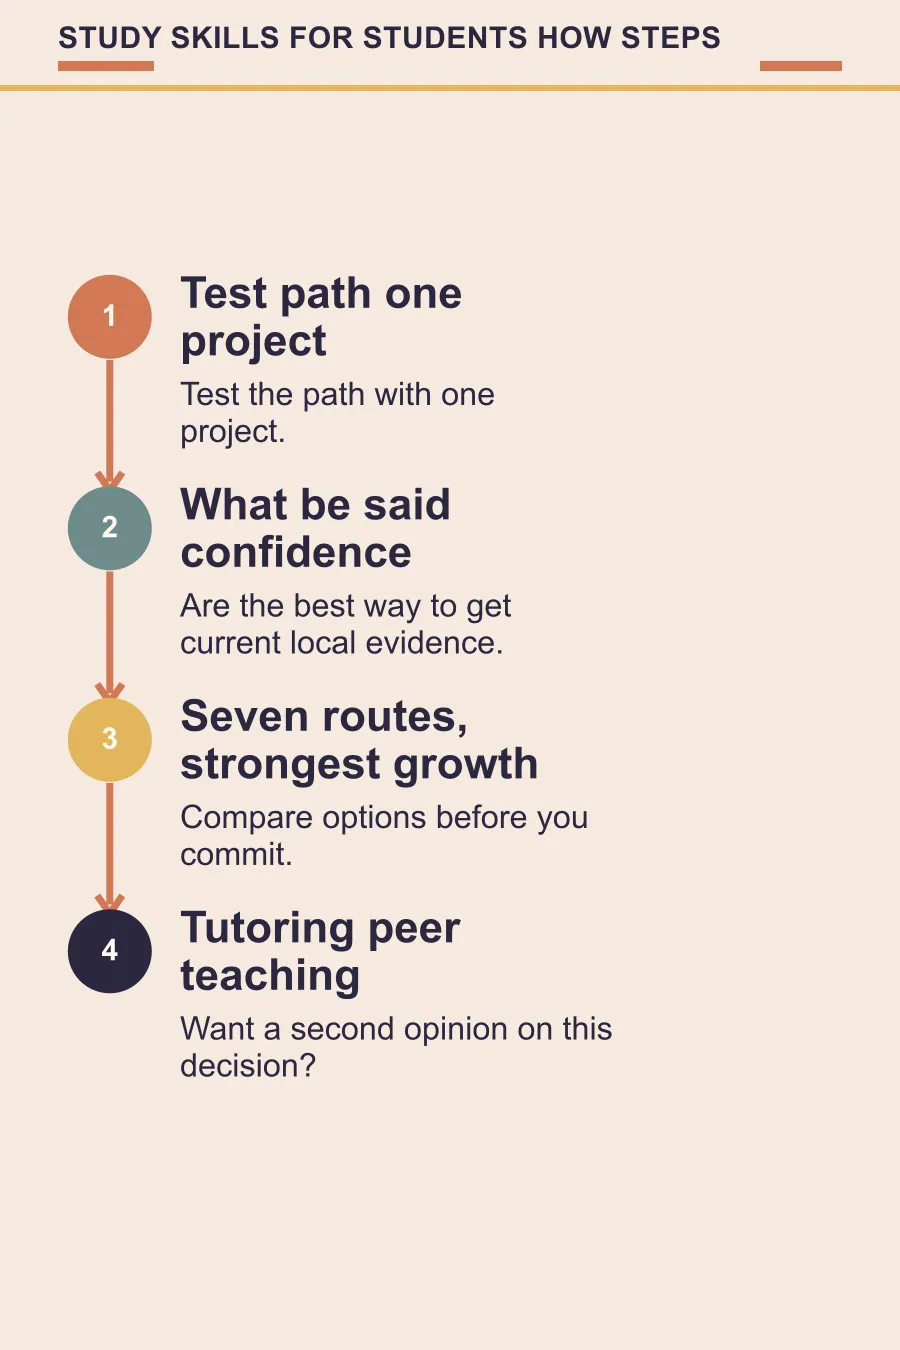 STUDY SKILLS FOR STUDENTS HOW STEPS
1
Test path one
project
Test the path with one
project.
2
What be said
confidence
Are the best way to get
current local evidence.
3
Seven routes,
strongest growth
Compare options before you
commit.
4
Tutoring peer
teaching
Want a second opinion on this
decision?